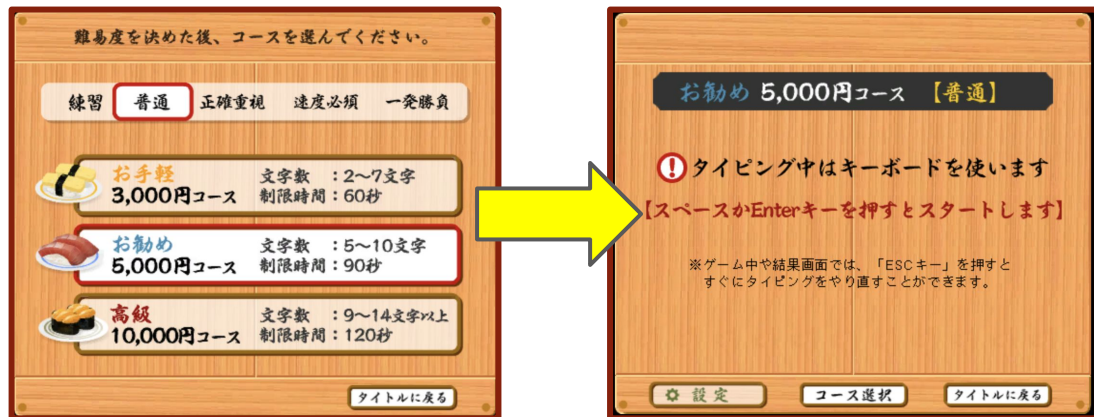 難易度を決めた後、コースを選んでください。
練習 普通 正確重視 速度必須 一発勝負
お手軽
3,000円コース
文字数 ：2～7文字
制限時間：60秒
お勧め
5,000円コース
文字数 ：5～10文字
制限時間：90秒
高級
10,000円コース
文字数 ：9～14文字以上
制限時間：120秒
タイトルに戻る
お勧め 5,000円コース 【普通】
タイピング中はキーボードを使います
【スペースかEnterキーを押すとスタートします】
※ゲーム中や結果画面では、「ESCキー」を押すと
すぐにタイピングをやり直すことができます。
設定 コース選択 タイトルに戻る